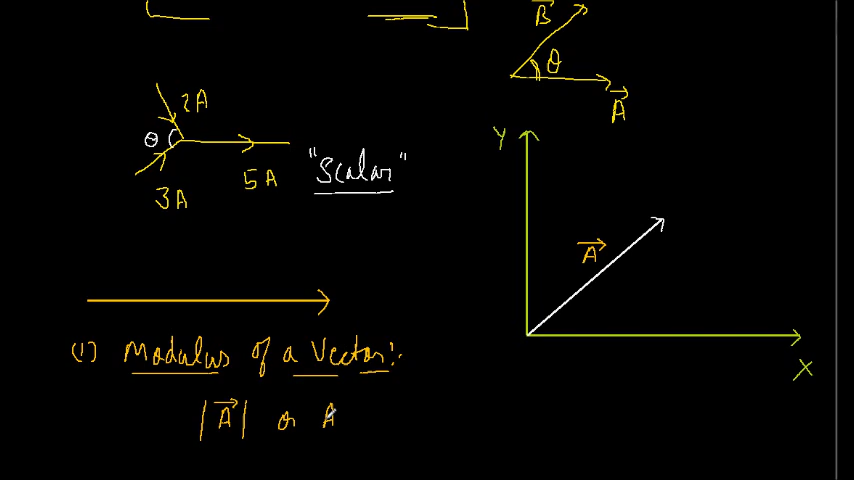 B⃗
θ
A⃗
2A
θ
3A
5A
"Scalar"
Y
A⃗
X
(1) Modulus of a Vector:-
|A⃗| or A